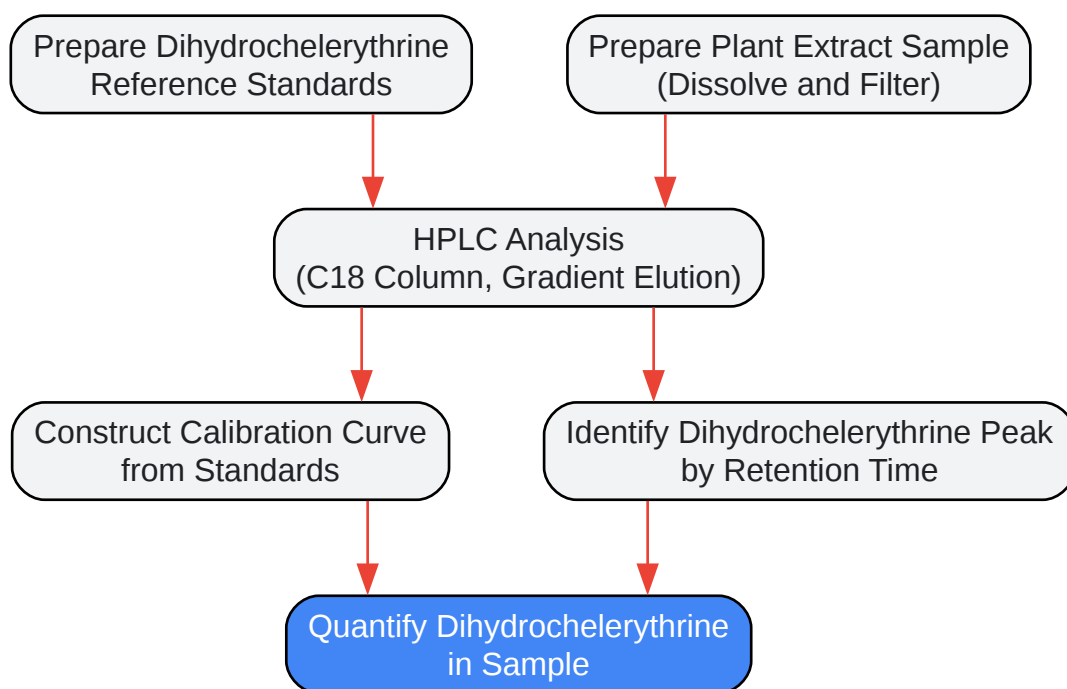 Prepare Dihydrochelerythrine
Reference Standards
Prepare Plant Extract Sample
(Dissolve and Filter)
HPLC Analysis
(C18 Column, Gradient Elution)
Construct Calibration Curve
from Standards
Identify Dihydrochelerythrine Peak
by Retention Time
Quantify Dihydrochelerythrine
in Sample